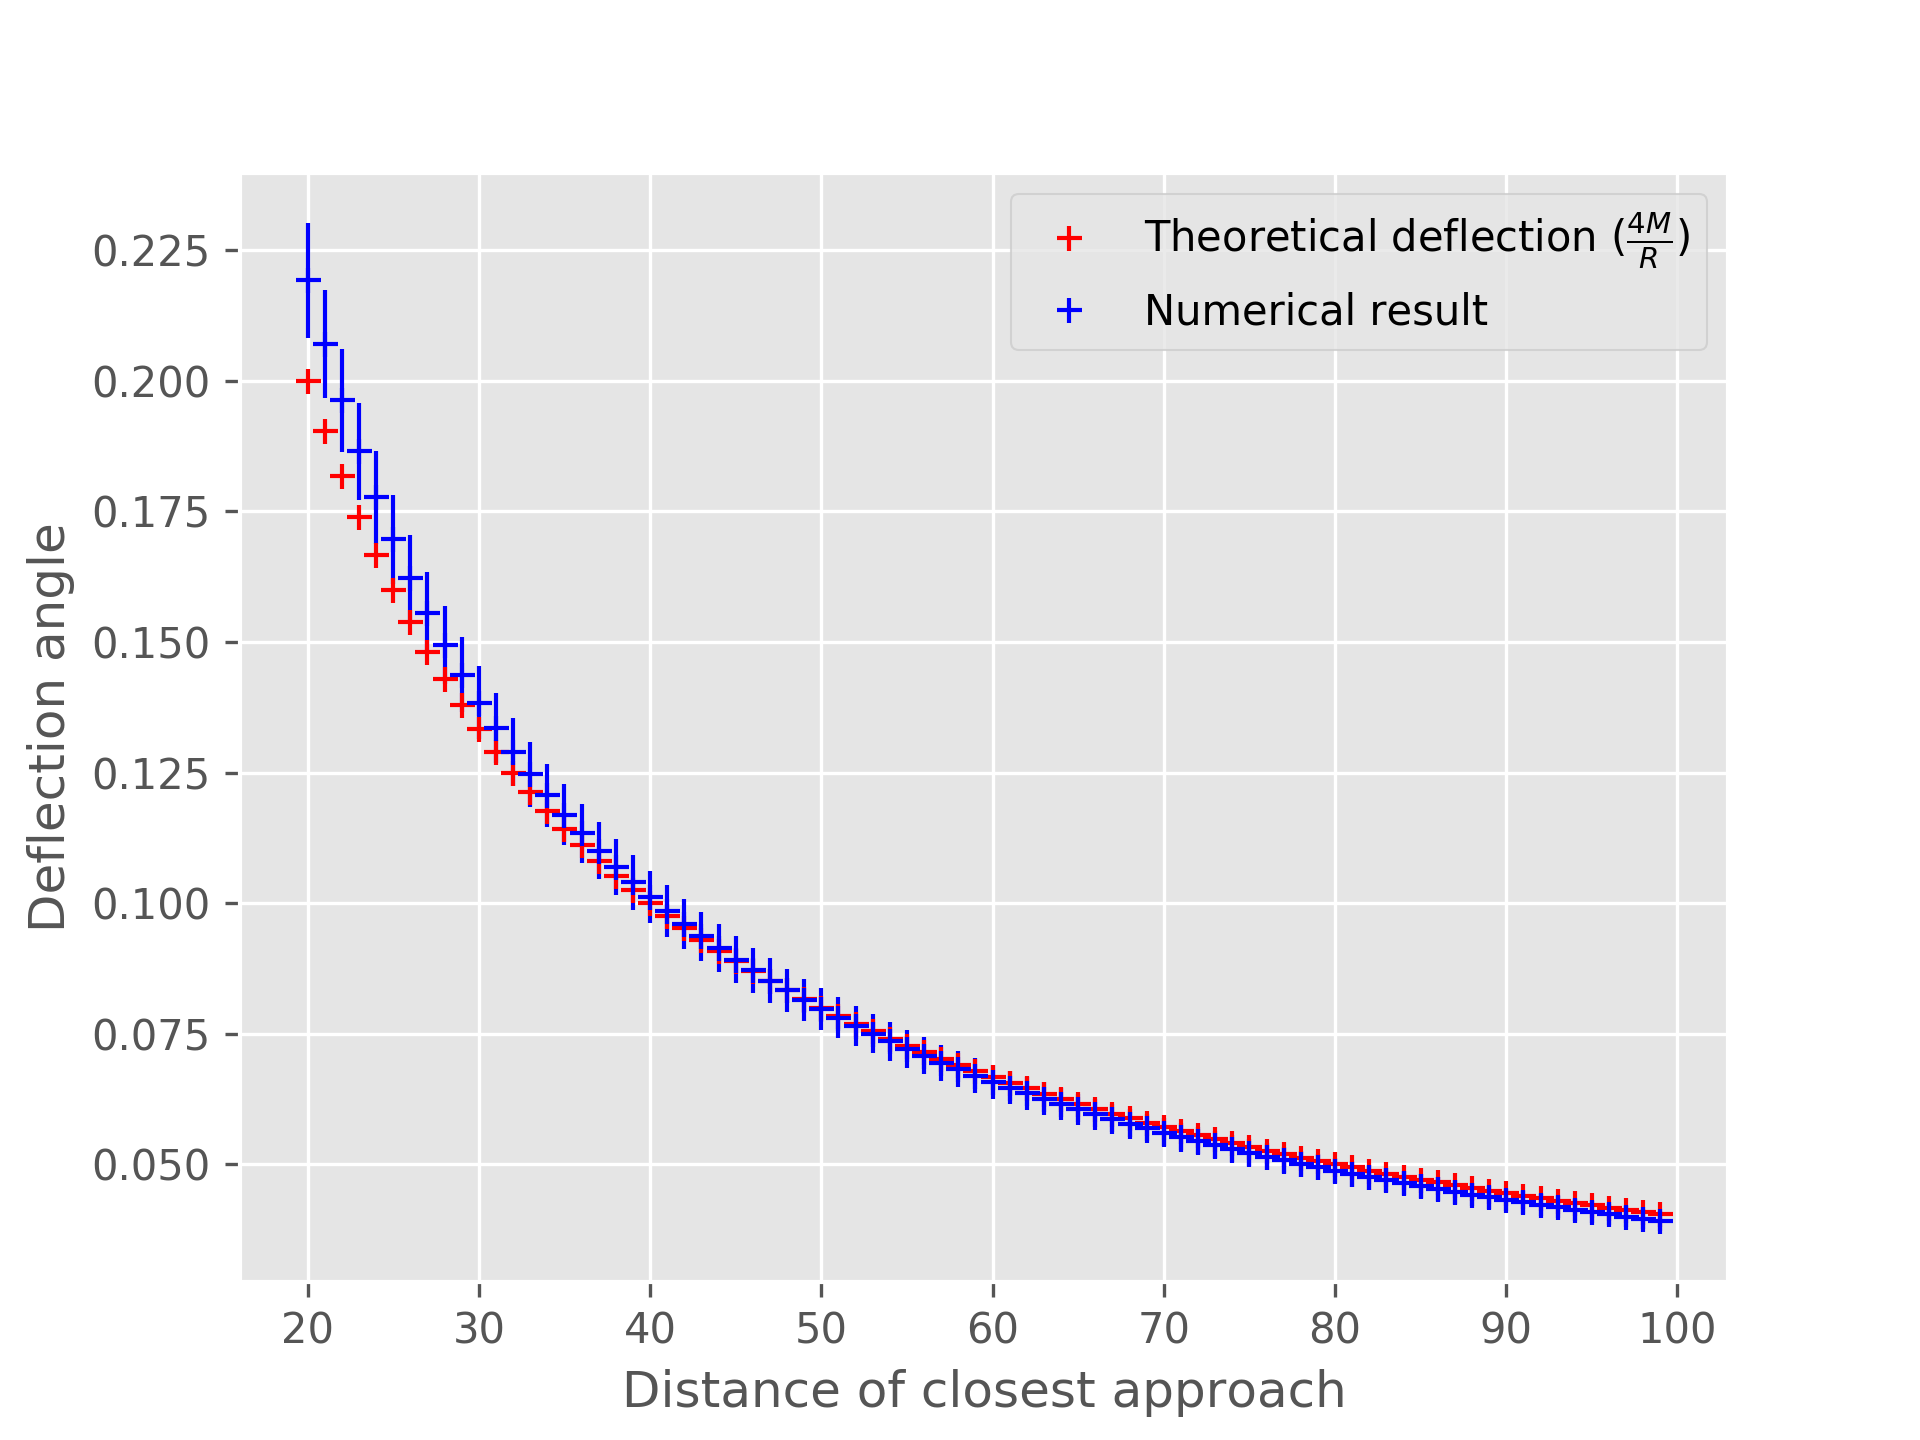 Theoretical deflection (4M/R)
Numerical result
0.225
0.200
0.175
0.150
0.125
0.100
0.075
0.050
Deflection angle
20 30 40 50 60 70 80 90 100
Distance of closest approach